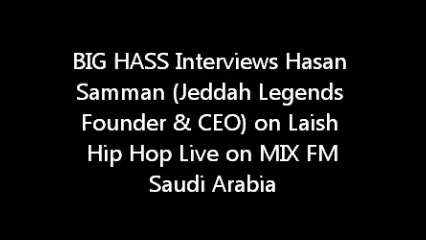 BIG HASS Interviews Hasan
Samman (Jeddah Legends
Founder & CEO) on Laish
Hip Hop Live on MIX FM
Saudi Arabia